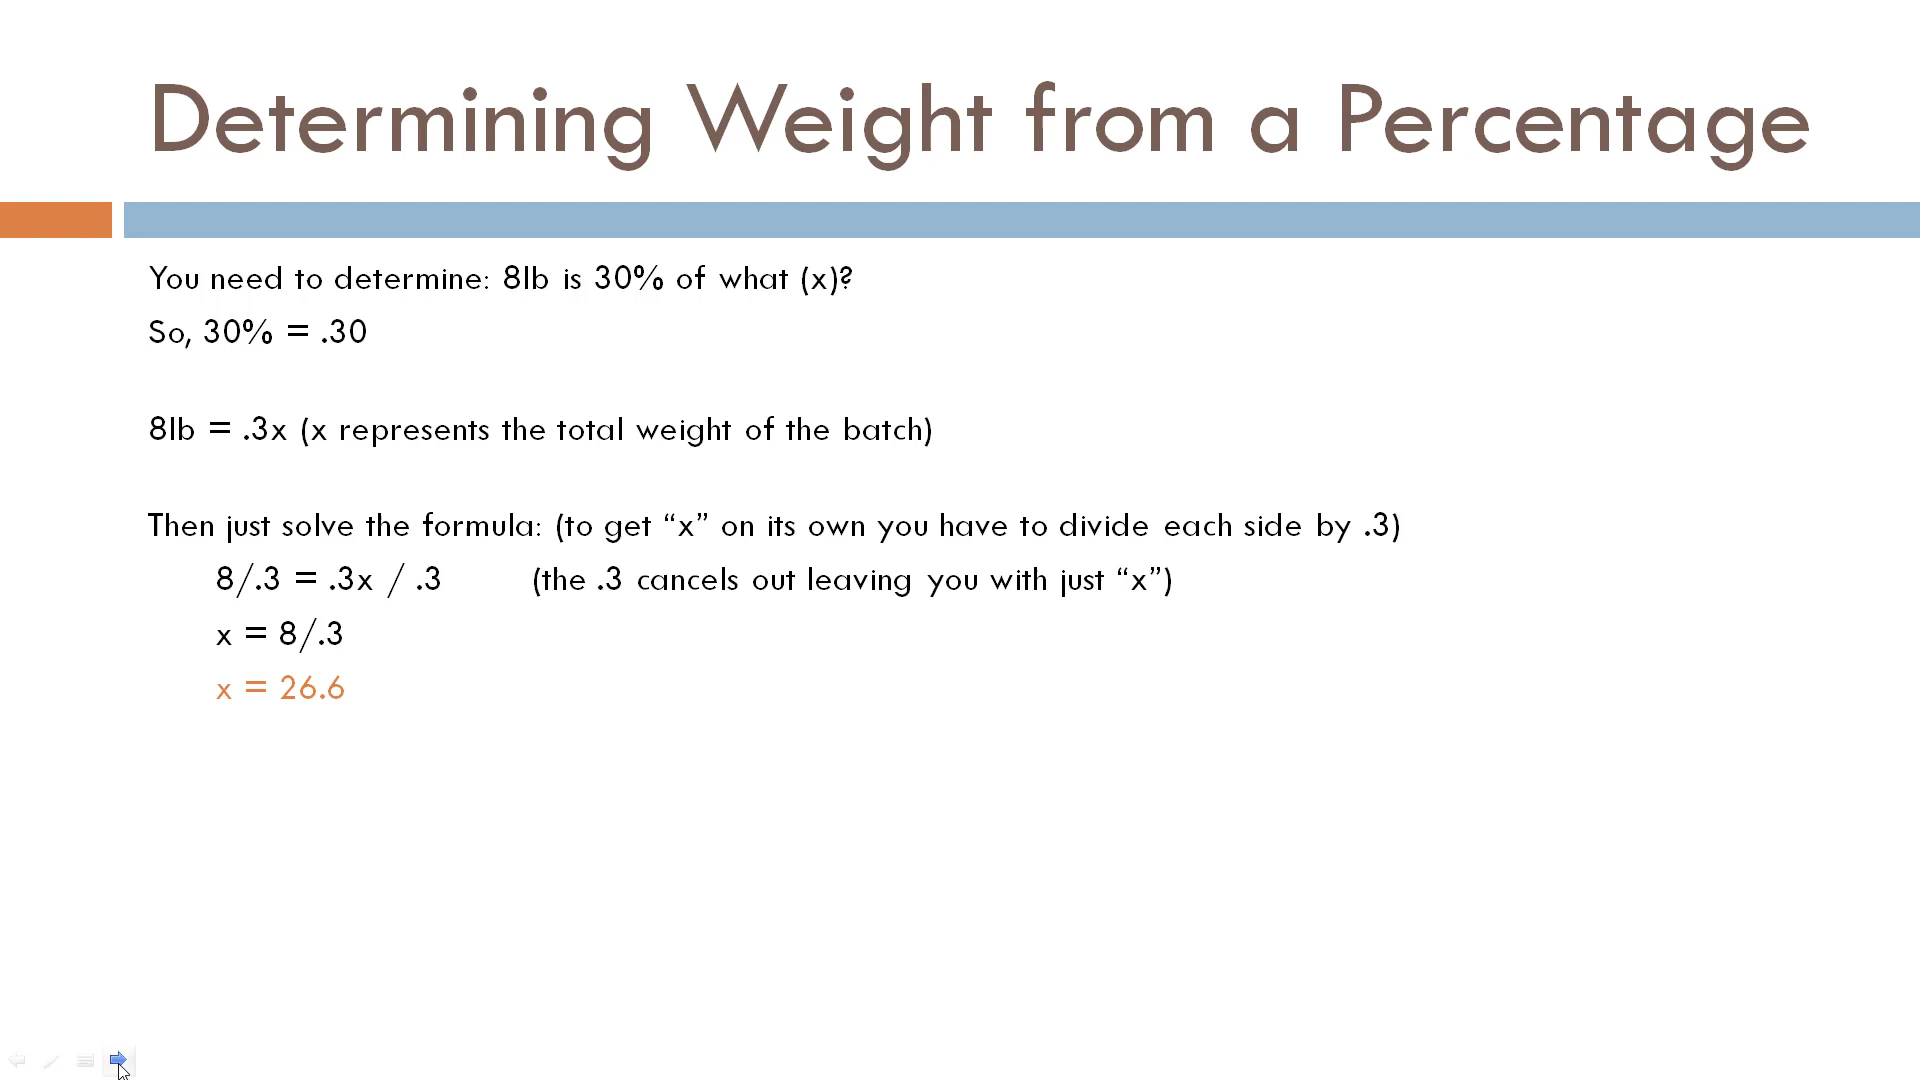 Determining Weight from a Percentage
You need to determine: 8lb is 30% of what (x)?
So, 30% = .30
8lb = .3x (x represents the total weight of the batch)
Then just solve the formula: (to get “x” on its own you have to divide each side by .3)
8/.3 = .3x / .3 (the .3 cancels out leaving you with just “x”)
x = 8/.3
x = 26.6